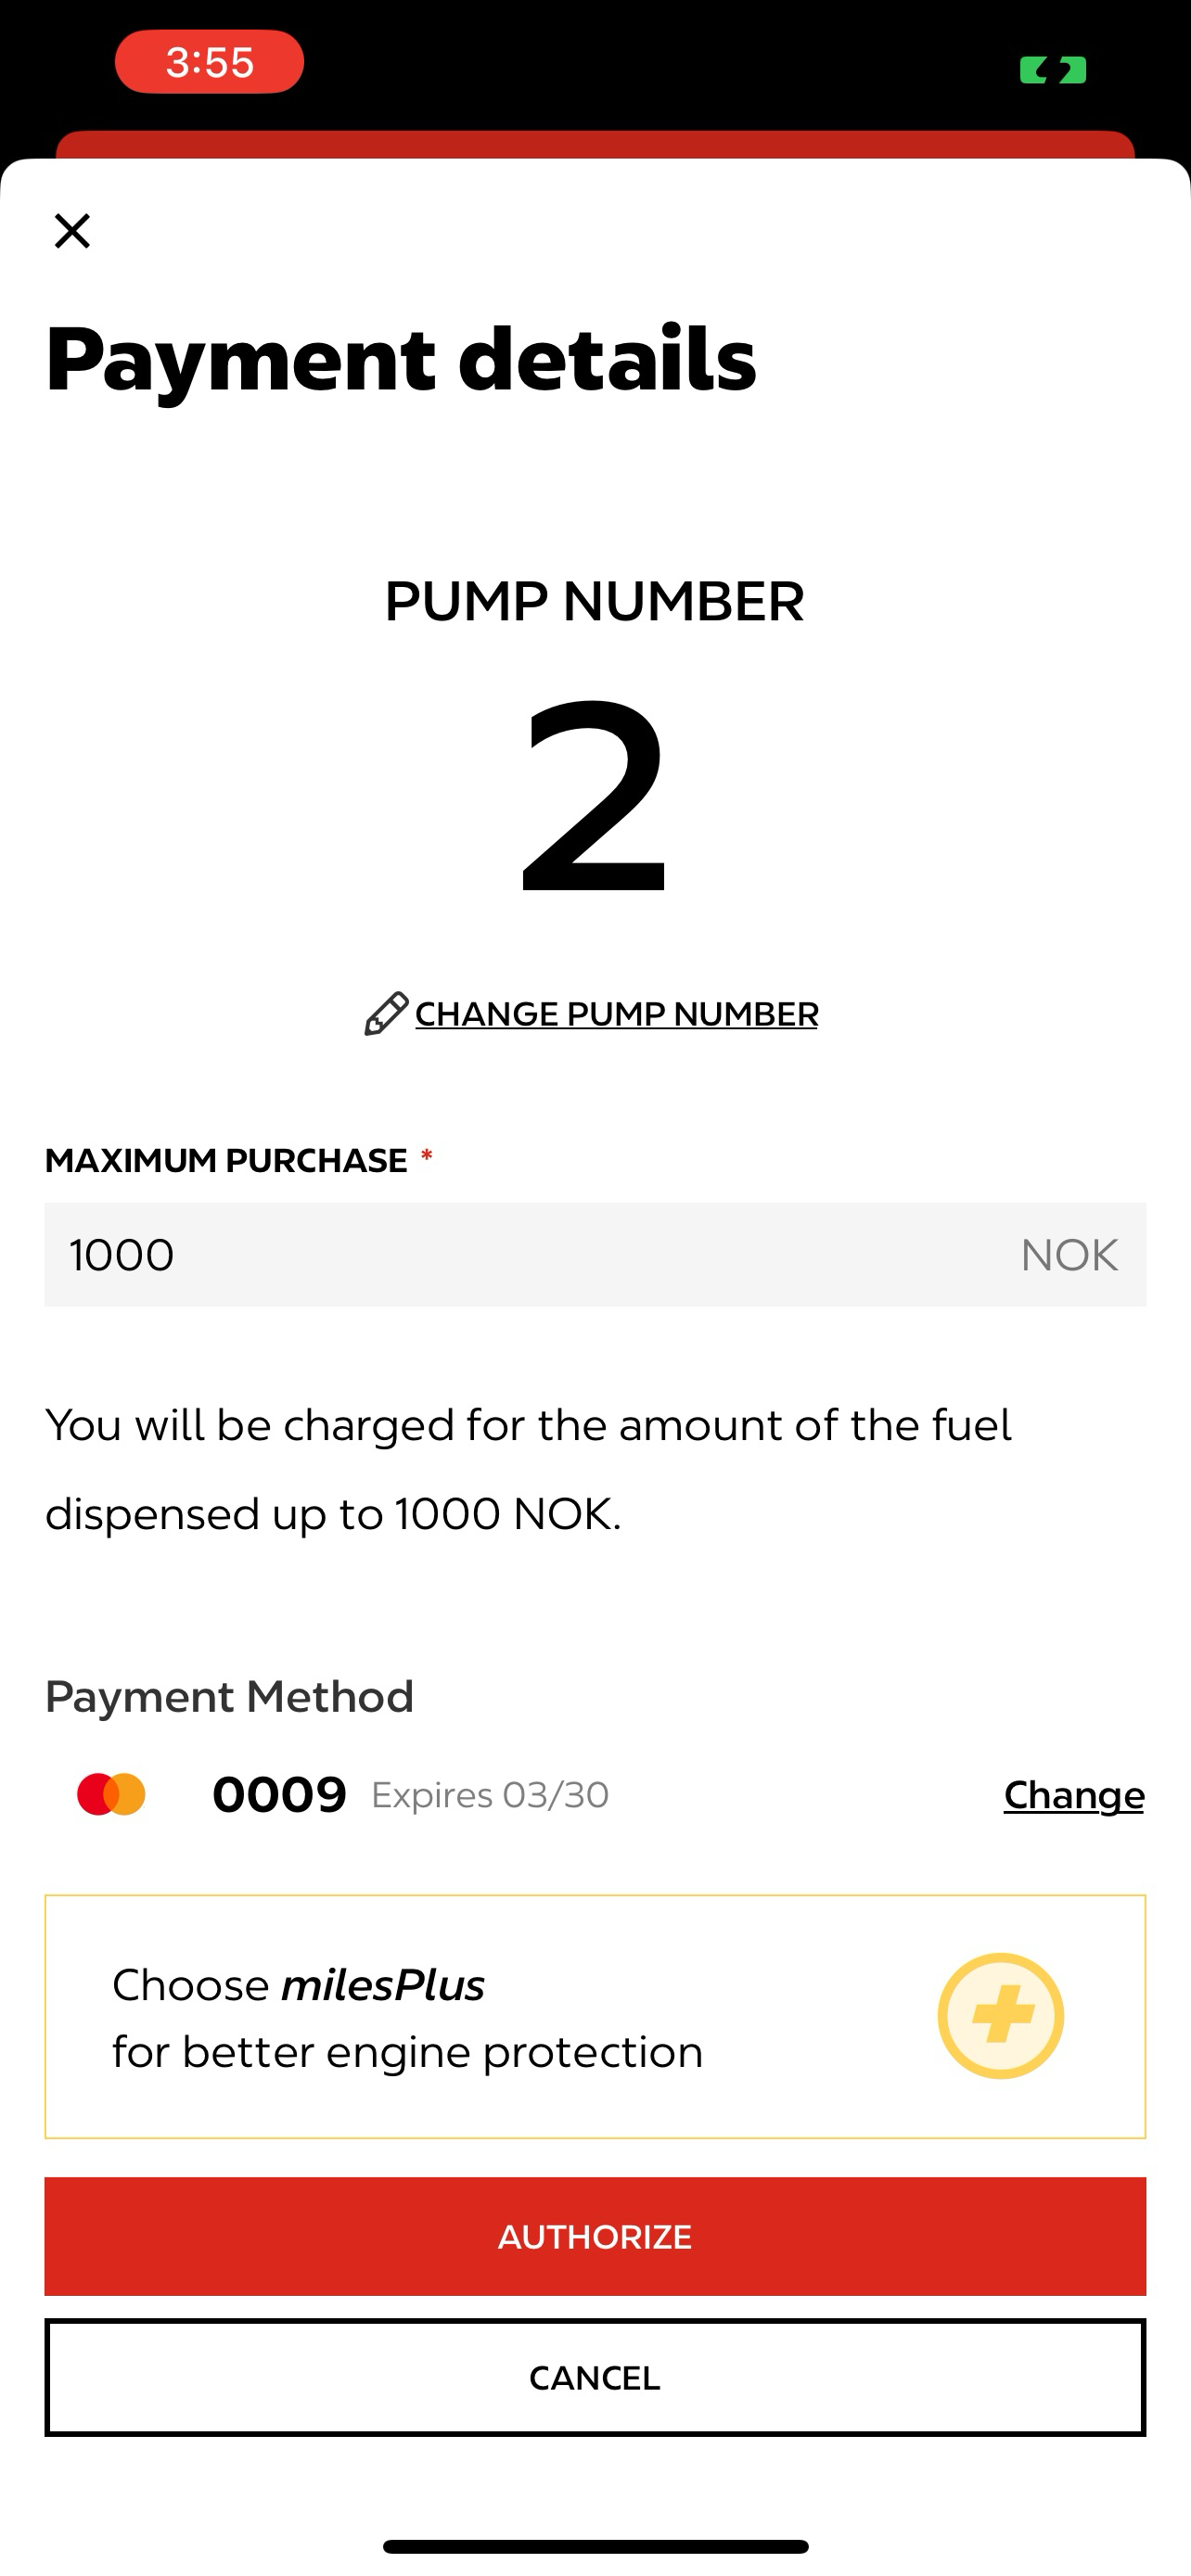 3:55
Payment details
PUMP NUMBER
2
CHANGE PUMP NUMBER
MAXIMUM PURCHASE *
1000 NOK
You will be charged for the amount of the fuel
dispensed up to 1000 NOK.
Payment Method
0009 Expires 03/30 Change
Choose milesPlus
for better engine protection
AUTHORIZE
CANCEL